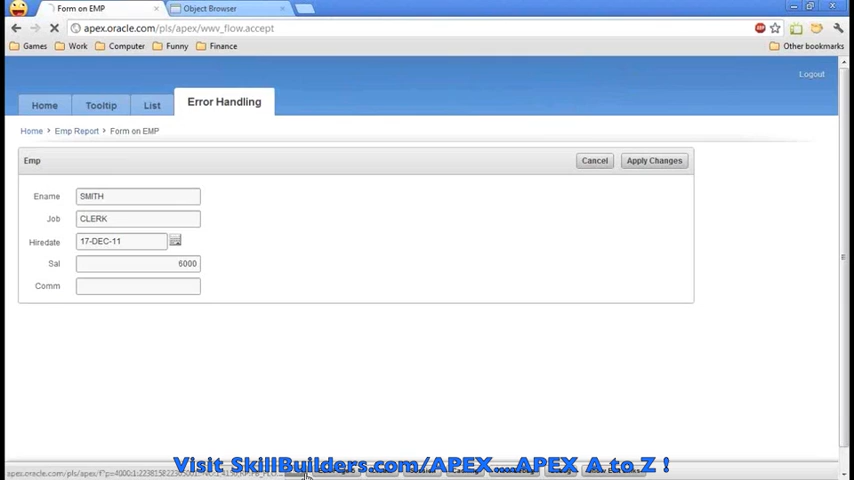 Form on EMP
Object Browser
apex.oracle.com/pls/apex/wwv_flow.accept
Games Work Computer Funny Finance Other bookmarks
Logout
Home Tooltip List Error Handling
Home > Emp Report > Form on EMP
Emp Cancel Apply Changes
Ename SMITH
Job CLERK
Hiredate 17-DEC-11
Sal 6000
Comm
Visit SkillBuilders.com/APEX....APEX A to Z !